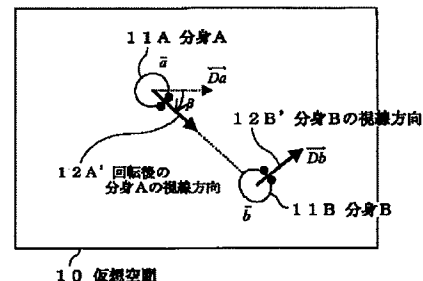 11A 分身A
ā
Da
β
12B' 分身Bの視線方向
Db
12A' 回転後の
分身Aの視線方向
b̄
11B 分身B
10 仮想空間